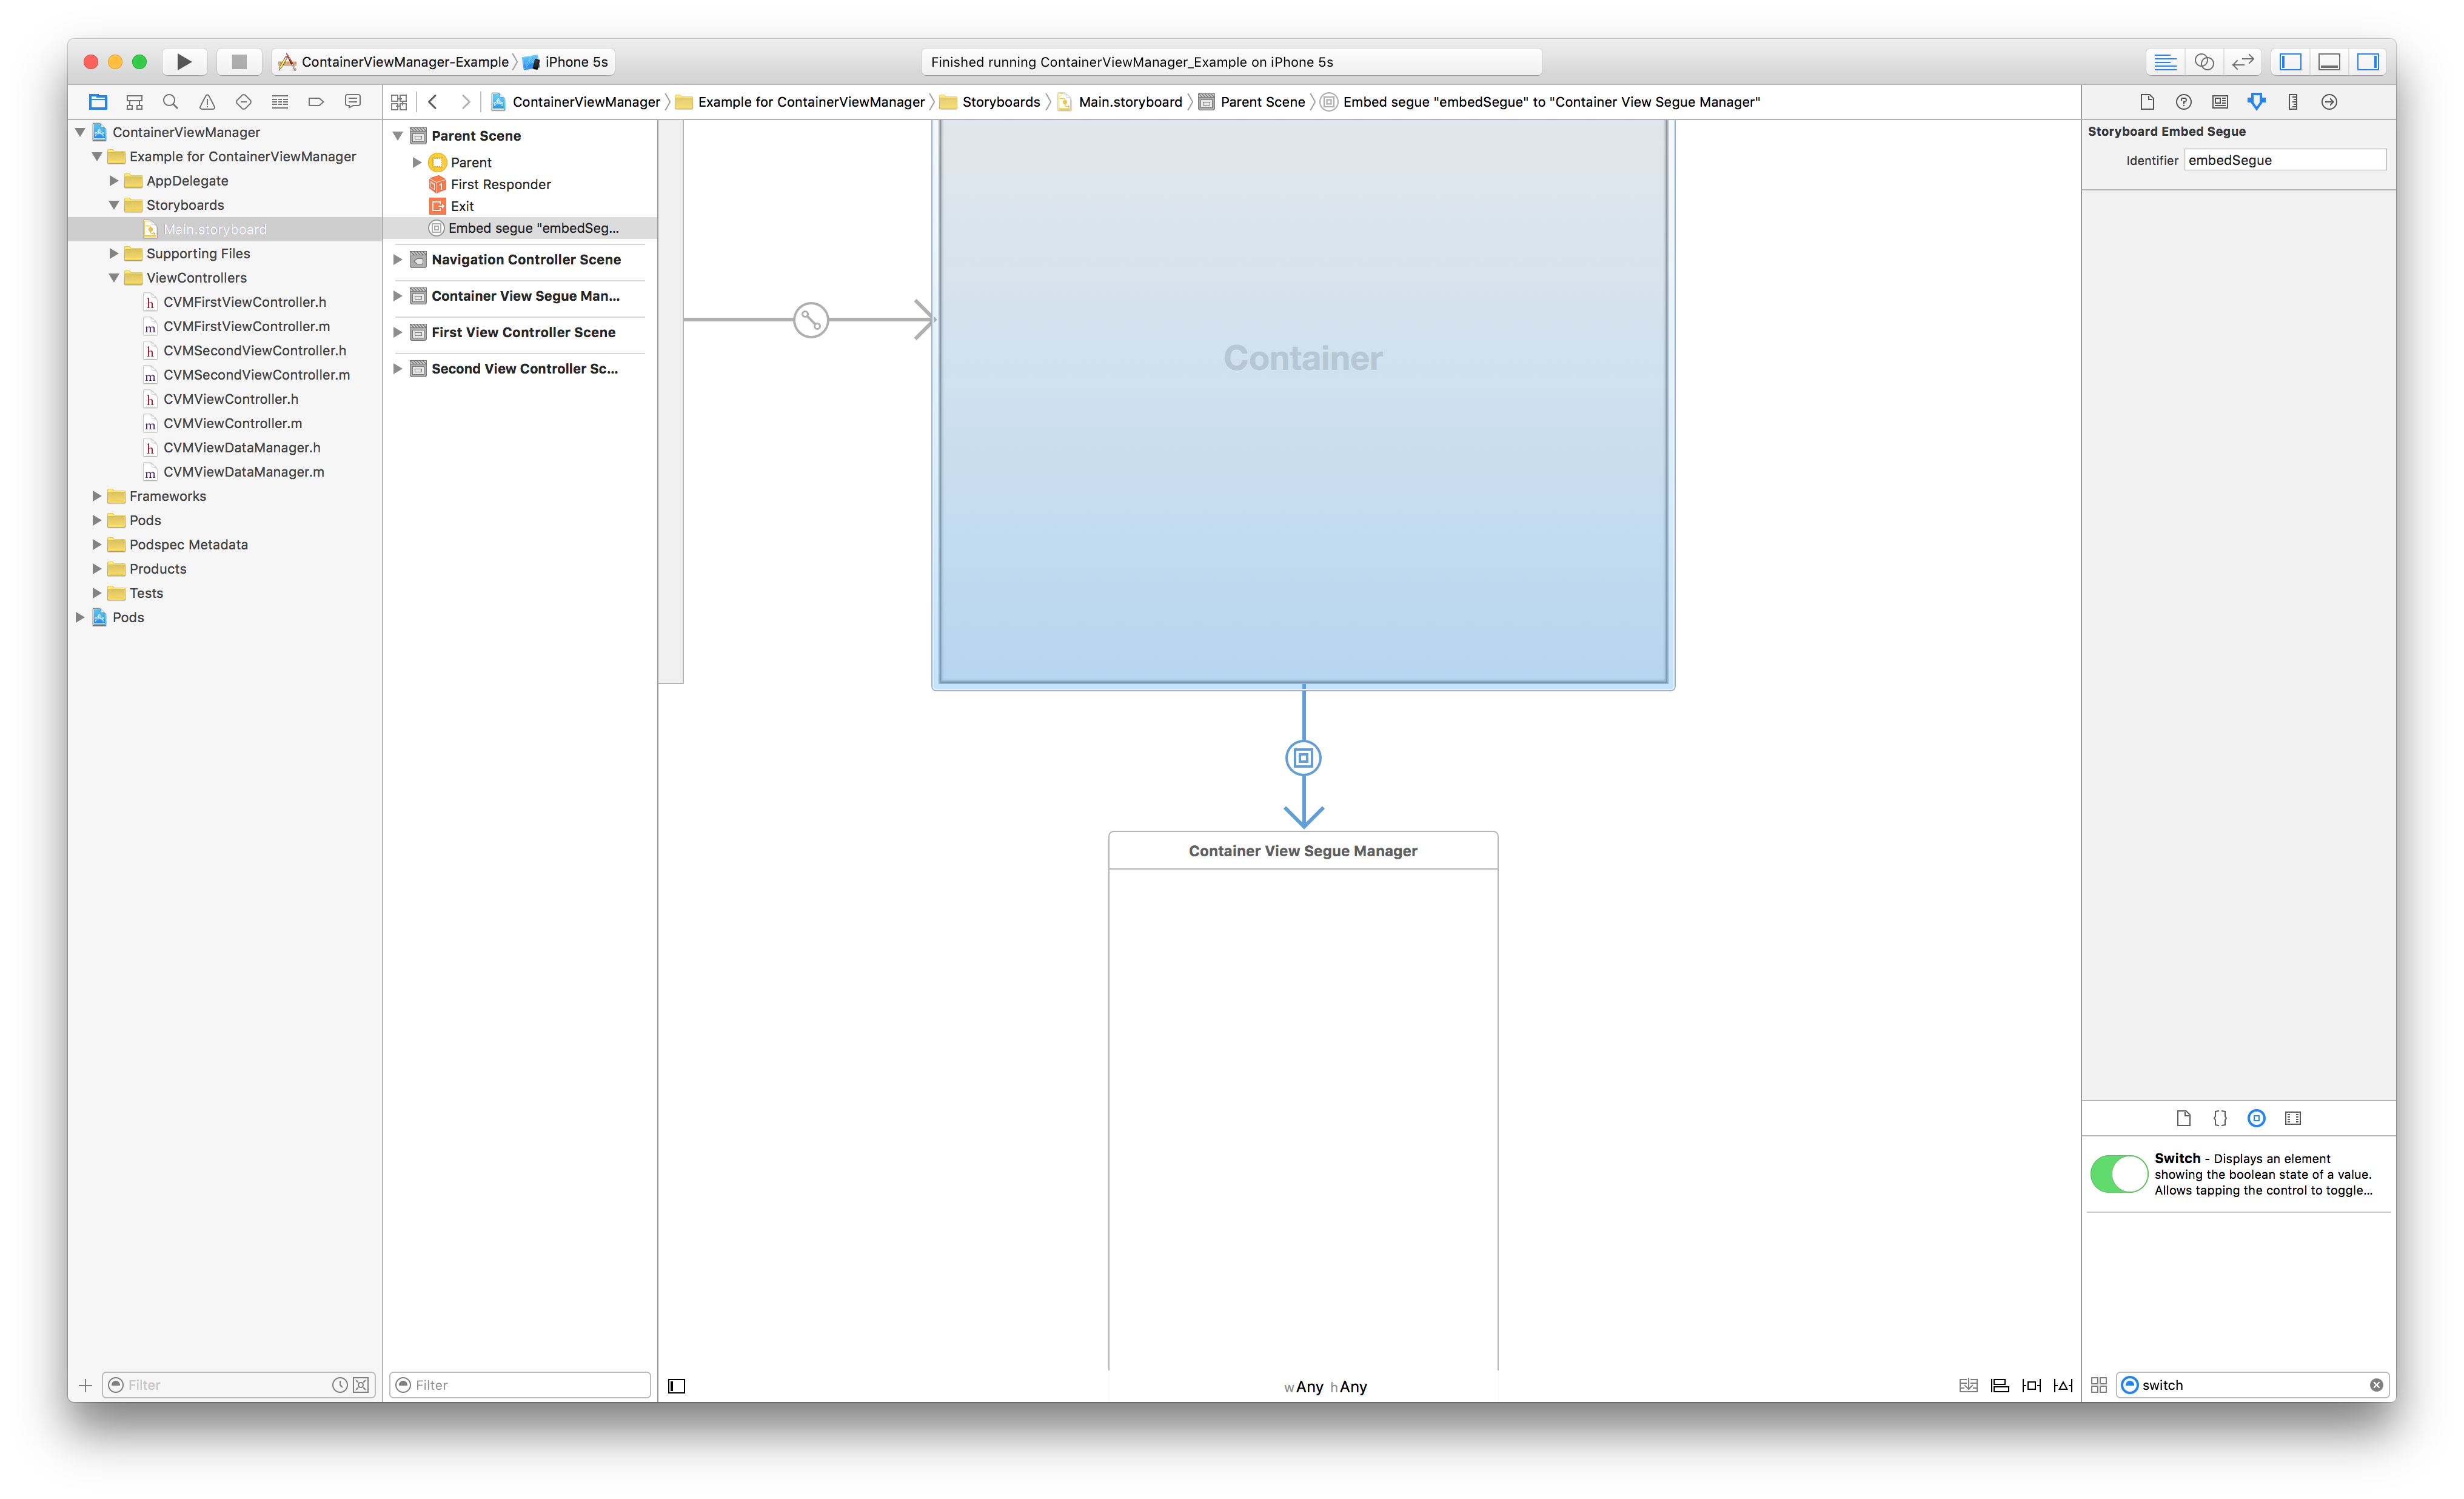 ContainerViewManager-Example
iPhone 5s
Finished running ContainerViewManager_Example on iPhone 5s
ContainerViewManager
Example for ContainerViewManager
Storyboards
Main.storyboard
Parent Scene
Embed segue "embedSegue" to "Container View Segue Manager"
ContainerViewManager
Example for ContainerViewManager
AppDelegate
Storyboards
Main.storyboard
Supporting Files
ViewControllers
h CVMFirstViewController.h
m CVMFirstViewController.m
h CVMSecondViewController.h
m CVMSecondViewController.m
h CVMViewController.h
m CVMViewController.m
h CVMViewDataManager.h
m CVMViewDataManager.m
Frameworks
Pods
Podspec Metadata
Products
Tests
Pods
Filter
Parent Scene
Parent
First Responder
Exit
Embed segue "embedSeg...
Navigation Controller Scene
Container View Segue Man...
First View Controller Scene
Second View Controller Sc...
Filter
Container
Container View Segue Manager
wAny hAny
Storyboard Embed Segue
Identifier embedSegue
{}
Switch - Displays an element
showing the boolean state of a value.
Allows tapping the control to toggle...
switch